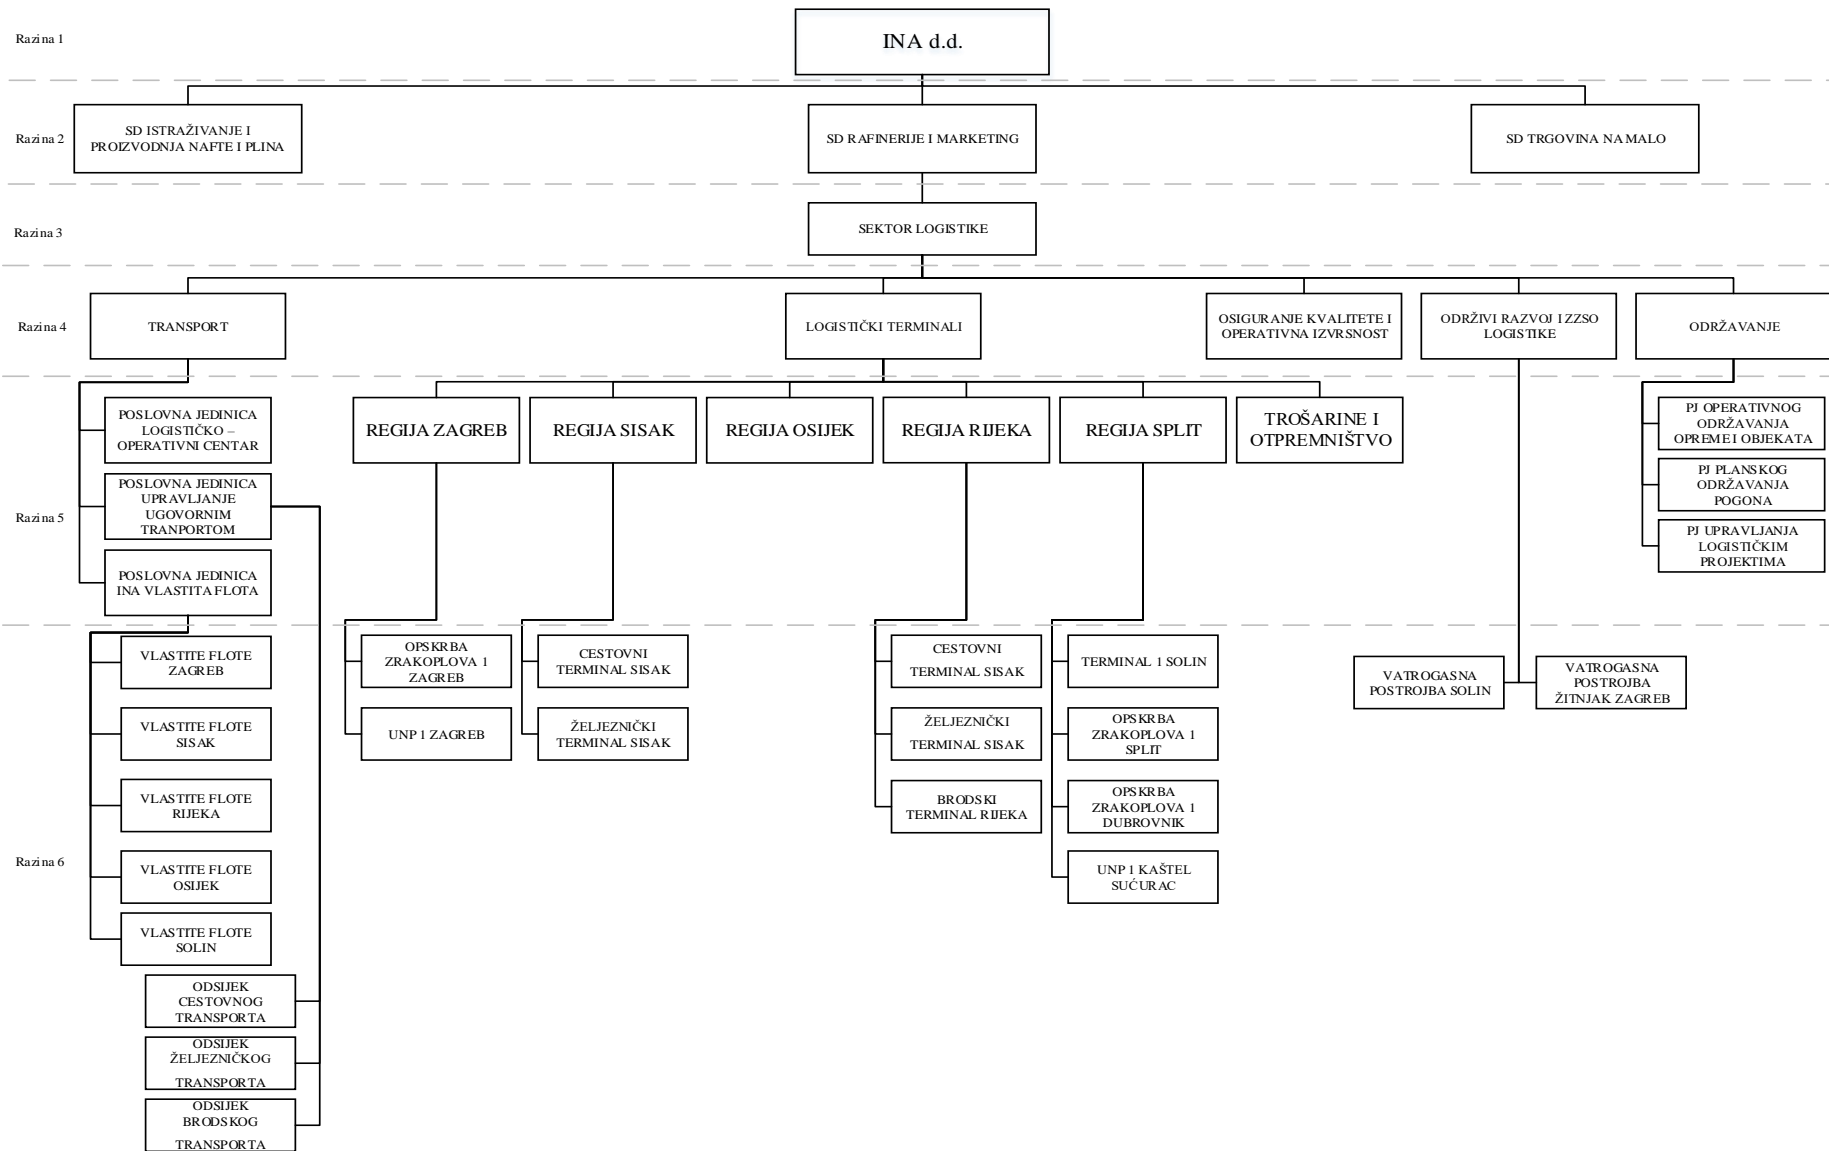 Razina 1
INA d.d.
Razina 2
SD ISTRAŽIVANJE I
PROIZVODNJA NAFTE I PLINA
SD RAFINERIJE I MARKETING
SD TRGOVINA NA MALO
Razina 3
SEKTOR LOGISTIKE
Razina 4
TRANSPORT
LOGISTIČKI TERMINALI
OSIGURANJE KVALITETE I
OPERATIVNA IZVRSNOST
ODRŽIVI RAZVOJ I ZZSO
LOGISTIKE
ODRŽAVANJE
Razina 5
POSLOVNA JEDINICA
LOGISTIČKO –
OPERATIVNI CENTAR
POSLOVNA JEDINICA
UPRAVLJANJE
UGOVORNIM
TRANPORTOM
POSLOVNA JEDINICA
INA VLASTITA FLOTA
REGIJA ZAGREB
REGIJA SISAK
REGIJA OSIJEK
REGIJA RIJEKA
REGIJA SPLIT
TROŠARINE I
OTPREMNIŠTVO
PJ OPERATIVNOG
ODRŽAVANJA
OPREME I OBJEKATA
PJ PLANSKOG
ODRŽAVANJA
POGONA
PJ UPRAVLJANJA
LOGISTIČKIM
PROJEKTIMA
Razina 6
VLASTITE FLOTE
ZAGREB
VLASTITE FLOTE
SISAK
VLASTITE FLOTE
RIJEKA
VLASTITE FLOTE
OSIJEK
VLASTITE FLOTE
SOLIN
ODSIJEK
CESTOVNOG
TRANSPORTA
ODSIJEK
ŽELJEZNIČKOG
TRANSPORTA
ODSIJEK
BRODSKOG
TRANSPORTA
OPSKRBA
ZRAKOPLOVA 1
ZAGREB
UNP 1 ZAGREB
CESTOVNI
TERMINAL SISAK
ŽELJEZNIČKI
TERMINAL SISAK
CESTOVNI
TERMINAL SISAK
ŽELJEZNIČKI
TERMINAL SISAK
BRODSKI
TERMINAL RIJEKA
TERMINAL 1 SOLIN
OPSKRBA
ZRAKOPLOVA 1
SPLIT
OPSKRBA
ZRAKOPLOVA 1
DUBROVNIK
UNP 1 KAŠTEL
SUĆURAC
VATROGASNA
POSTROJBA SOLIN
VATROGASNA
POSTROJBA
ŽITNJAK ZAGREB